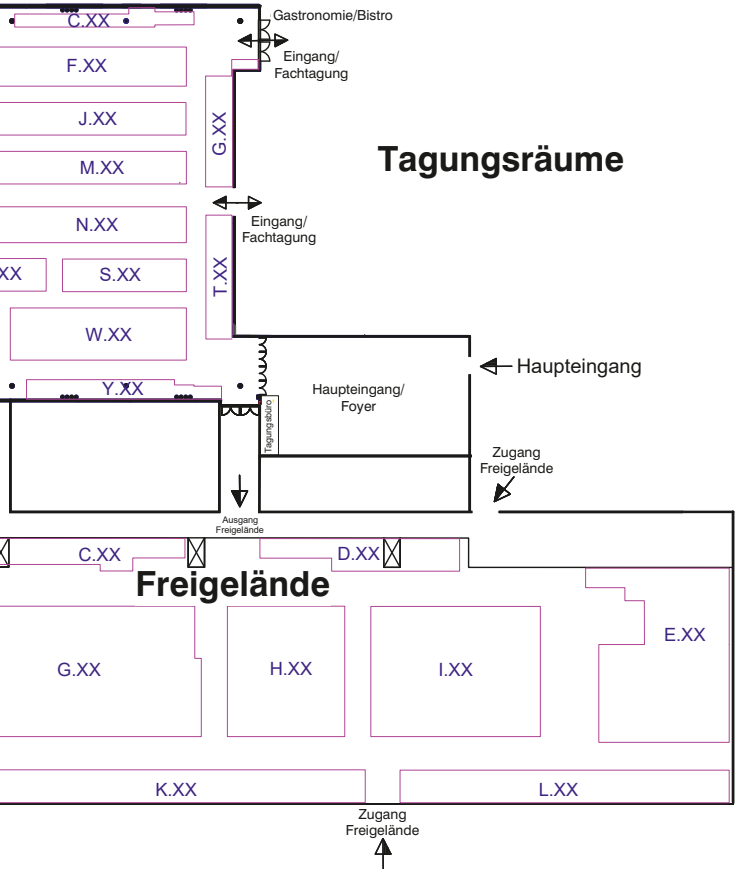 C.XX
Gastronomie/Bistro
Eingang/
Fachtagung
F.XX
J.XX
G.XX
M.XX
Tagungsräume
N.XX
Eingang/
Fachtagung
XX
S.XX
T.XX
W.XX
Haupteingang
Y.XX
Haupteingang/
Foyer
Tagungsbüro
Zugang
Freigelände
Ausgang
Freigelände
C.XX
D.XX
Freigelände
E.XX
G.XX
H.XX
I.XX
K.XX
L.XX
Zugang
Freigelände